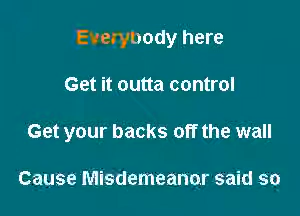 Everybody here
Get it outta control
Get your backs off the wall
Cause Misdemeanor said so